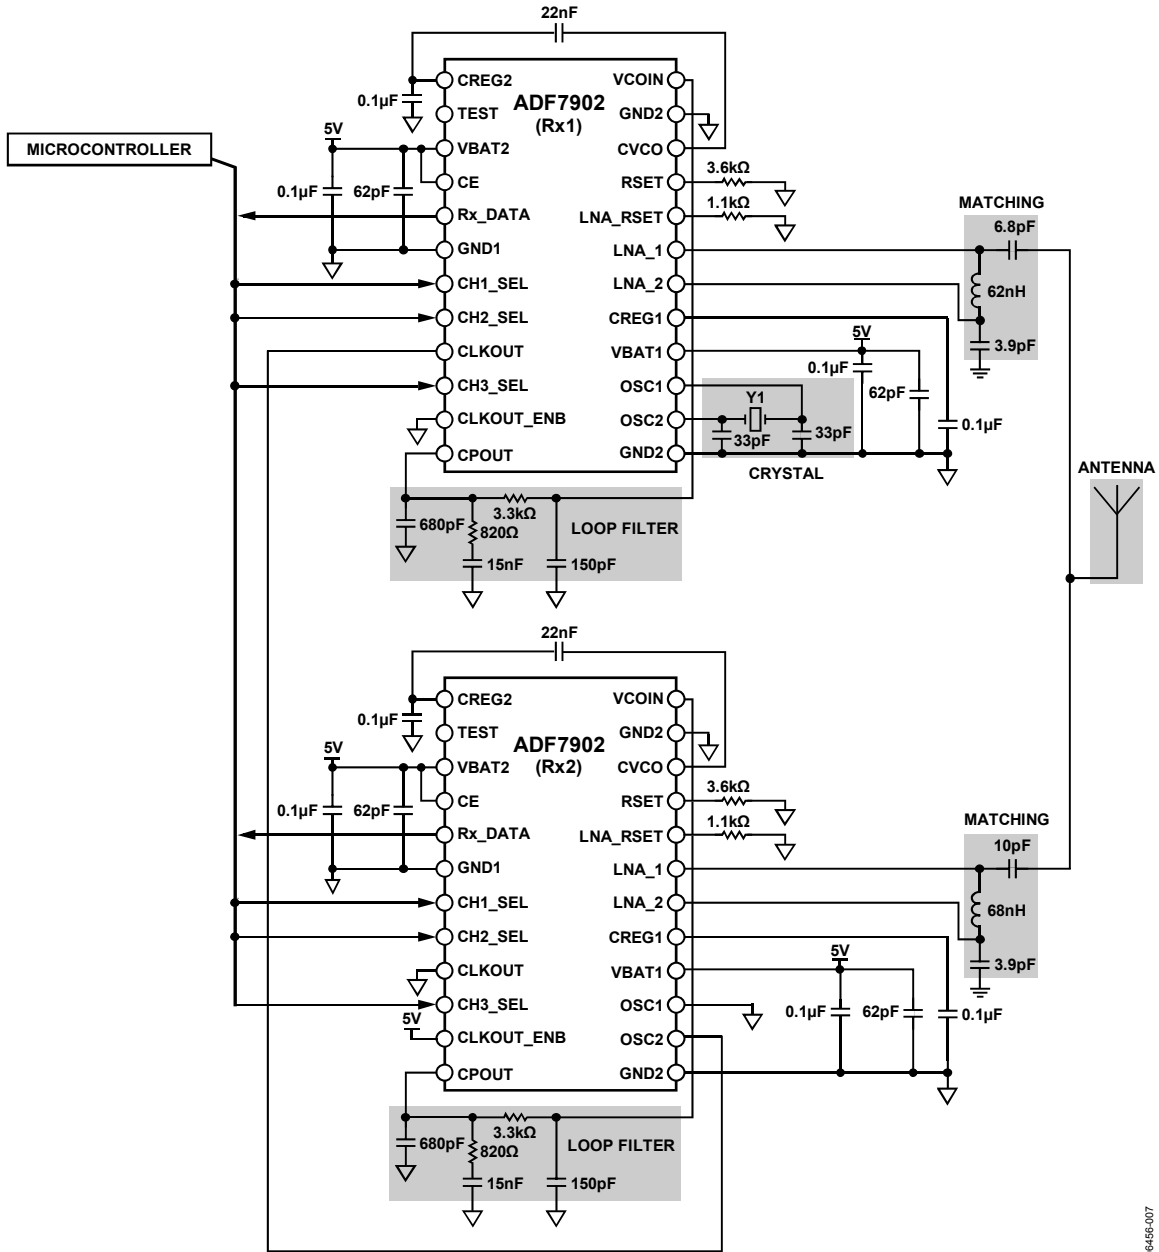 22nF
CREG2
VCOIN
0.1µF
ADF7902
(Rx1)
TEST
GND2
5V
MICROCONTROLLER
VBAT2
CVCO
3.6kΩ
0.1µF
62pF
CE
RSET
1.1kΩ
MATCHING
Rx_DATA
LNA_RSET
6.8pF
GND1
LNA_1
CH1_SEL
LNA_2
62nH
CH2_SEL
CREG1
5V
3.9pF
CLKOUT
VBAT1
0.1µF
CH3_SEL
OSC1
62pF
Y1
CLKOUT_ENB
OSC2
33pF
33pF
0.1µF
CPOUT
GND2
CRYSTAL
ANTENNA
3.3kΩ
680pF
820Ω
LOOP FILTER
15nF
150pF
22nF
CREG2
VCOIN
0.1µF
ADF7902
(Rx2)
TEST
GND2
5V
VBAT2
CVCO
3.6kΩ
0.1µF
62pF
CE
RSET
1.1kΩ
MATCHING
Rx_DATA
LNA_RSET
10pF
GND1
LNA_1
CH1_SEL
LNA_2
68nH
CH2_SEL
CREG1
5V
3.9pF
CLKOUT
VBAT1
CH3_SEL
OSC1
0.1µF
62pF
0.1µF
5V
CLKOUT_ENB
OSC2
CPOUT
GND2
3.3kΩ
680pF
820Ω
LOOP FILTER
15nF
150pF
6456-007